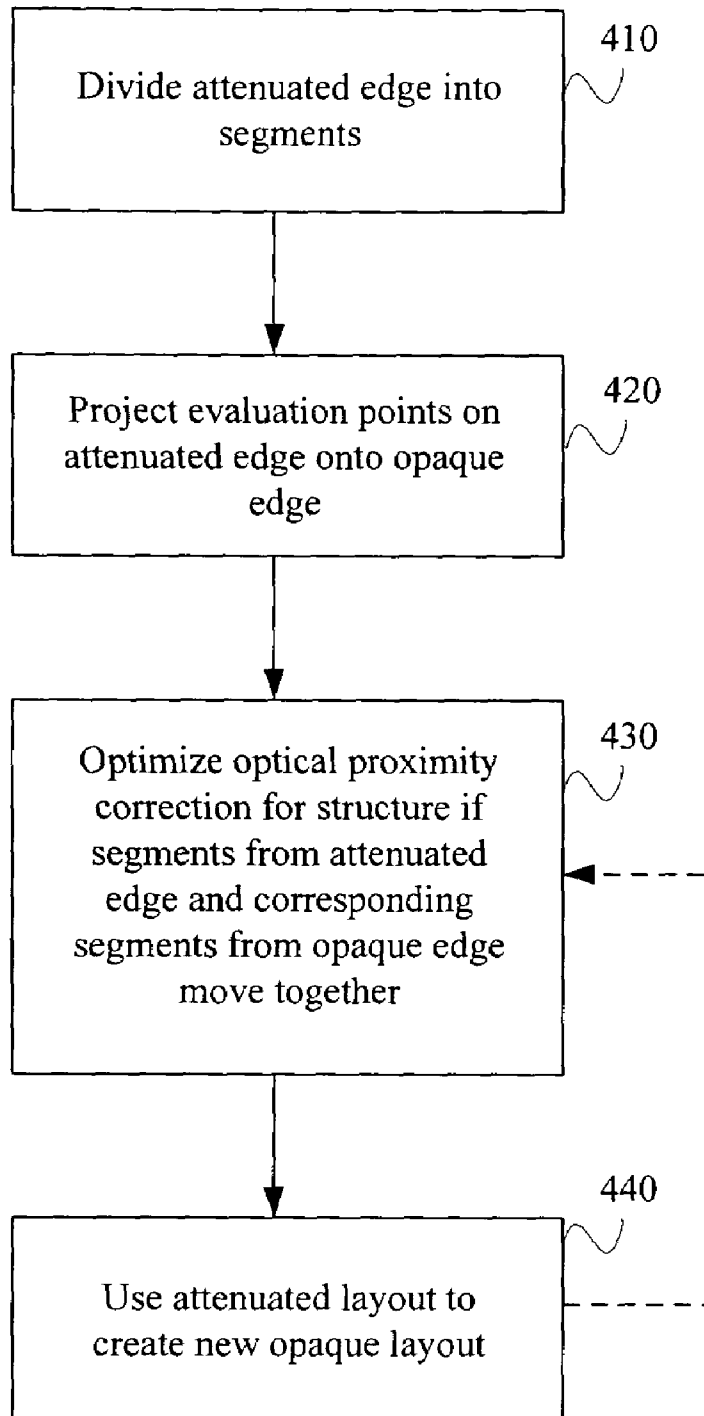 410
Divide attenuated edge into
segments
420
Project evaluation points on
attenuated edge onto opaque
edge
430
Optimize optical proximity
correction for structure if
segments from attenuated
edge and corresponding
segments from opaque edge
move together
440
Use attenuated layout to
create new opaque layout